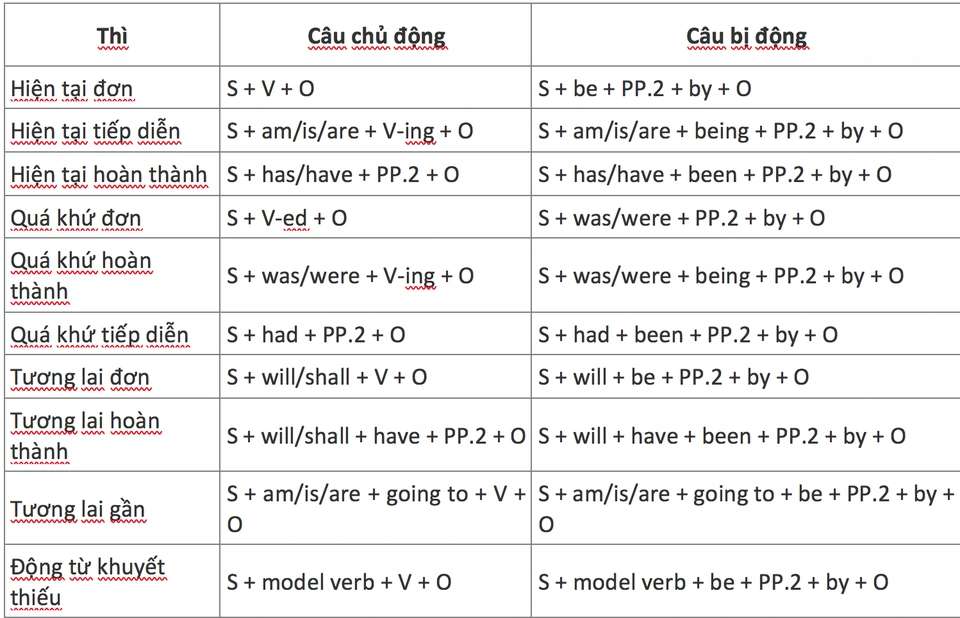 Thì Câu chủ động Câu bị động
Hiện tại đơn S + V + O S + be + PP.2 + by + O
Hiện tại tiếp diễn S + am/is/are + V-ing + O S + am/is/are + being + PP.2 + by + O
Hiện tại hoàn thành S + has/have + PP.2 + O S + has/have + been + PP.2 + by + O
Quá khứ đơn S + V-ed + O S + was/were + PP.2 + by + O
Quá khứ hoàn
thành
S + was/were + V-ing + O S + was/were + being + PP.2 + by + O
Quá khứ tiếp diễn S + had + PP.2 + O S + had + been + PP.2 + by + O
Tương lai đơn S + will/shall + V + O S + will + be + PP.2 + by + O
Tương lai hoàn
thành
S + will/shall + have + PP.2 + O S + will + have + been + PP.2 + by + O
Tương lai gần
S + am/is/are + going to + V +
O
S + am/is/are + going to + be + PP.2 + by +
O
Động từ khuyết
thiếu
S + model verb + V + O S + model verb + be + PP.2 + by + O